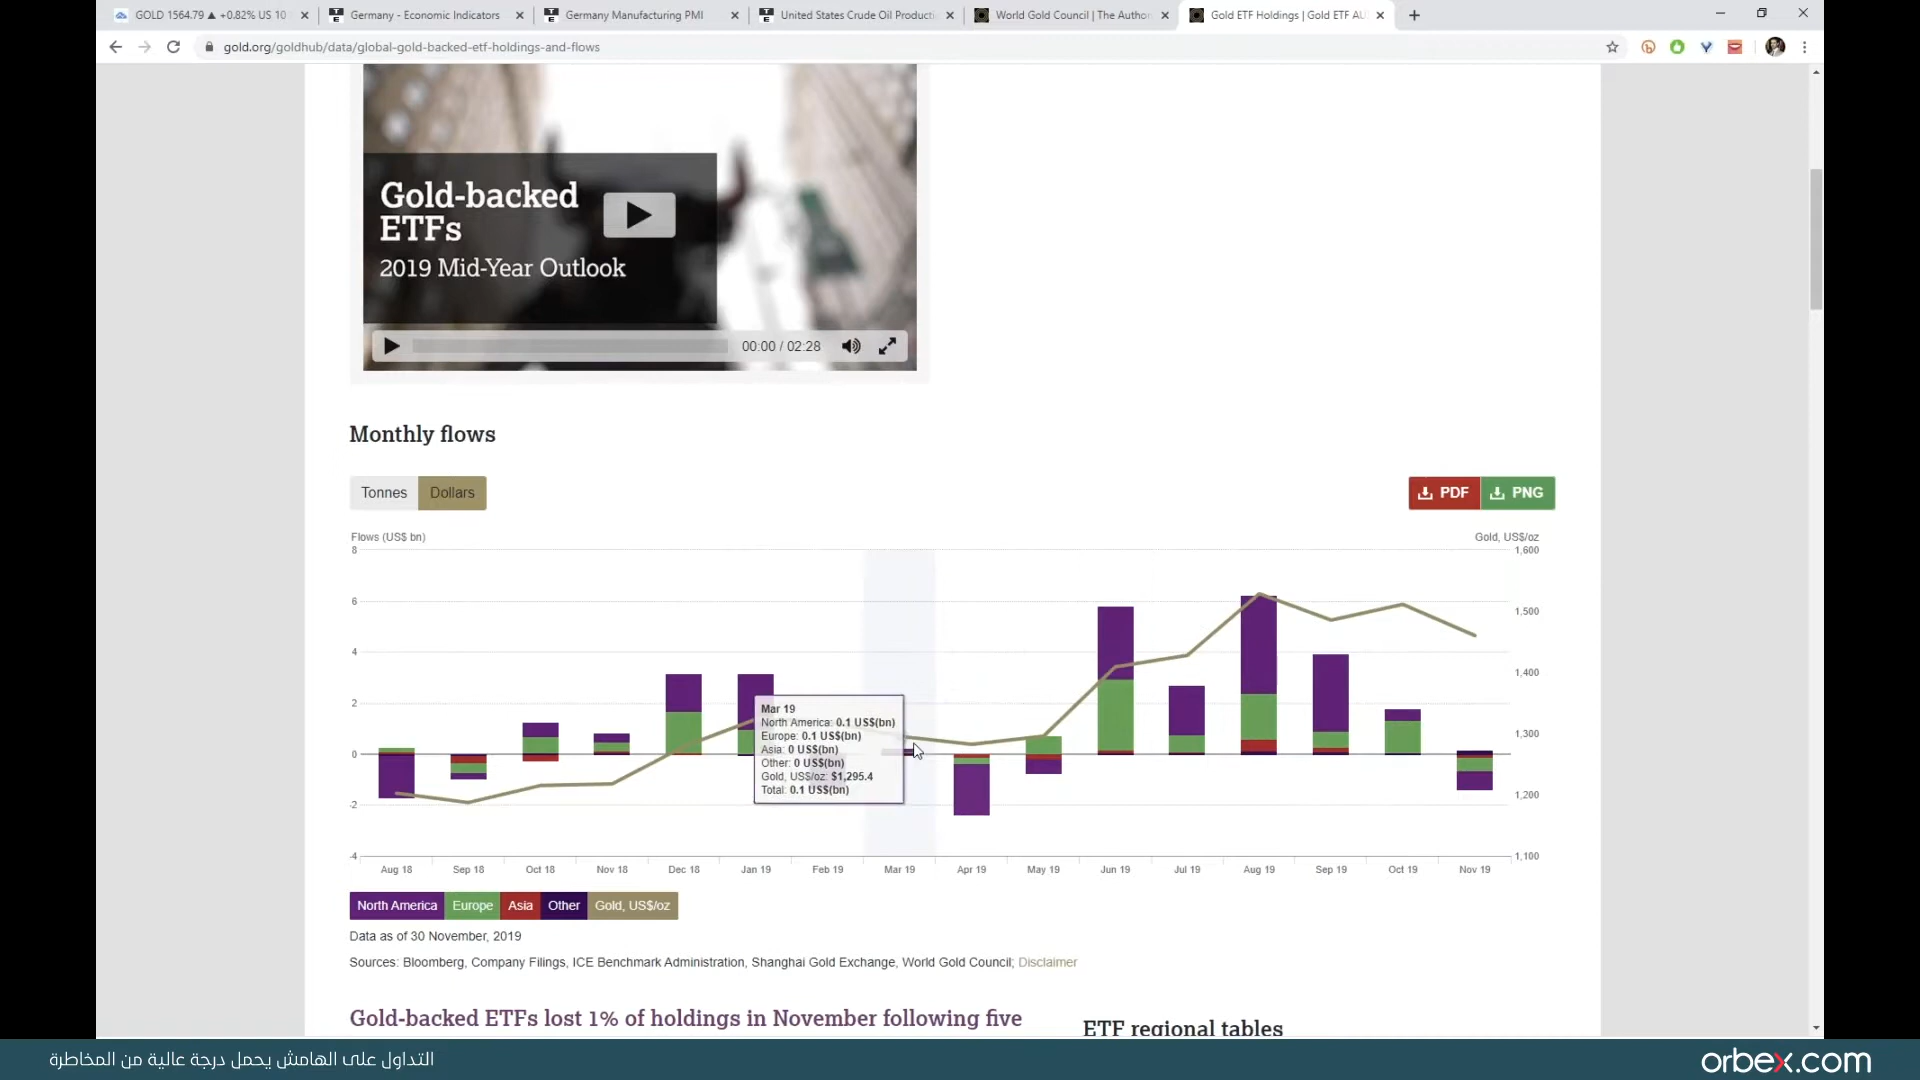 GOLD 1564.79 ▲ +0.82% US 10
Germany - Economic Indicators
Germany Manufacturing PMI
United States Crude Oil Producti
World Gold Council | The Author
Gold ETF Holdings | Gold ETF AU
gold.org/goldhub/data/global-gold-backed-etf-holdings-and-flows
Gold-backed
ETFs
2019 Mid-Year Outlook
00:00 / 02:28
Monthly flows
Tonnes Dollars
PDF PNG
Flows (US$ bn)
Gold, US$/oz
8 1,600
6 1,500
4 1,400
2 1,300
0
-2 1,200
-4 1,100
Mar 19
North America: 0.1 US$(bn)
Europe: 0.1 US$(bn)
Asia: 0 US$(bn)
Other: 0 US$(bn)
Gold, US$/oz: $1,295.4
Total: 0.1 US$(bn)
Aug 18 Sep 18 Oct 18 Nov 18 Dec 18 Jan 19 Feb 19 Mar 19 Apr 19 May 19 Jun 19 Jul 19 Aug 19 Sep 19 Oct 19 Nov 19
North America Europe Asia Other Gold, US$/oz
Data as of 30 November, 2019
Sources: Bloomberg, Company Filings, ICE Benchmark Administration, Shanghai Gold Exchange, World Gold Council; Disclaimer
Gold-backed ETFs lost 1% of holdings in November following five
ETF regional tables
التداول على الهامش يحمل درجة عالية من المخاطرة
orbex.com